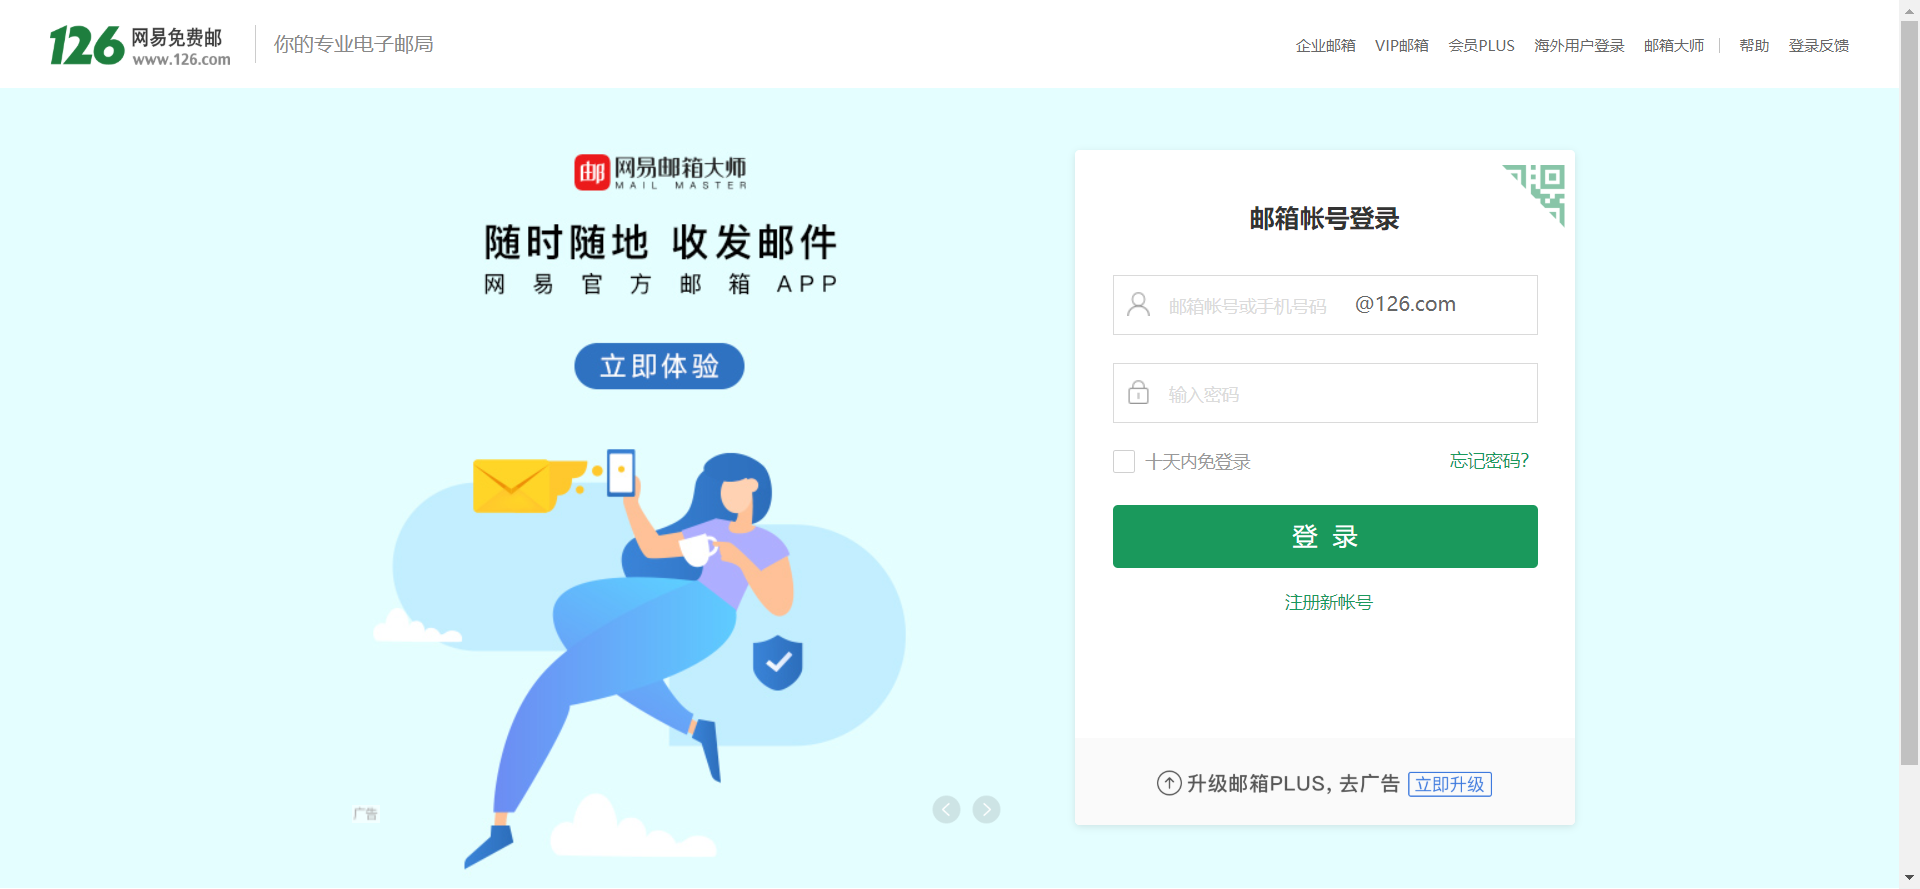 126 网易免费邮
www.126.com
你的专业电子邮局
企业邮箱 VIP邮箱 会员PLUS 海外用户登录 邮箱大师 帮助 登录反馈
邮 网易邮箱大师
MAIL MASTER
随时随地 收发邮件
网易官方邮箱APP
立即体验
广告
邮箱帐号登录
邮箱帐号或手机号码 @126.com
输入密码
十天内免登录 忘记密码?
登 录
注册新帐号
升级邮箱PLUS, 去广告 立即升级